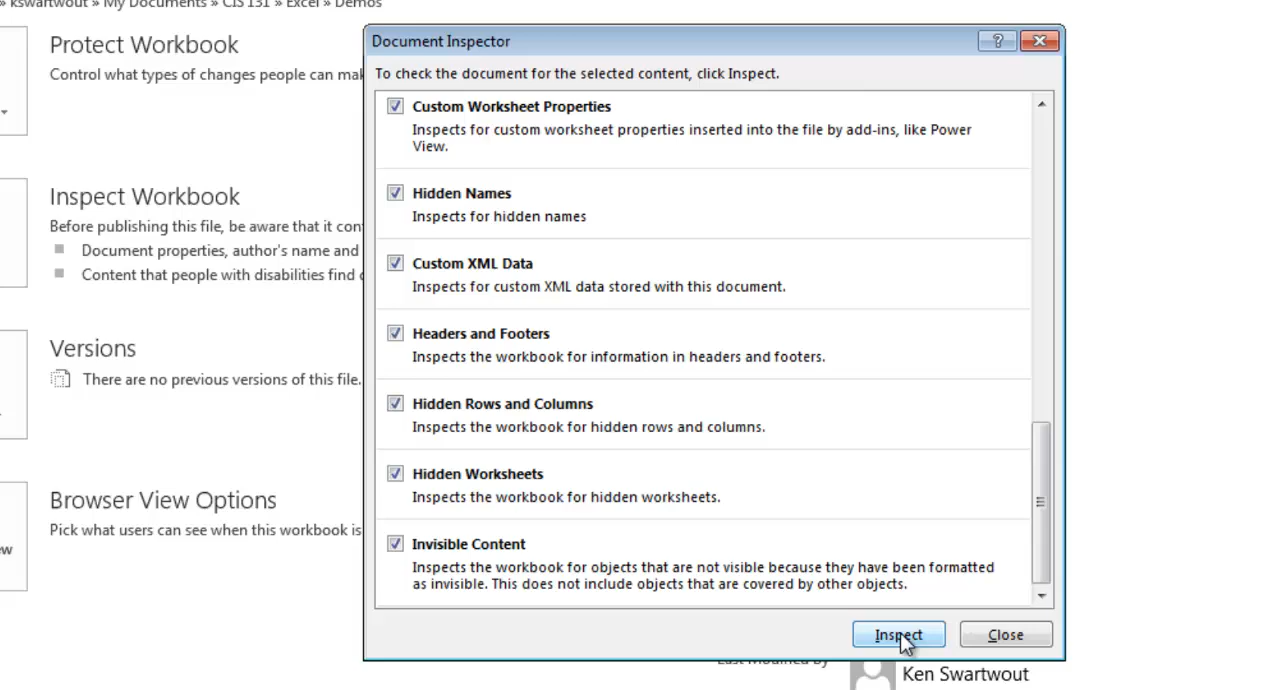 » kswartwout » My Documents » CIS 131 » Excel » Demos
Protect Workbook
Control what types of changes people can mak
Inspect Workbook
Before publishing this file, be aware that it con
Document properties, author's name and
Content that people with disabilities find
Versions
There are no previous versions of this file.
Browser View Options
Pick what users can see when this workbook is
ew
Document Inspector
?
To check the document for the selected content, click Inspect.
Custom Worksheet Properties
Inspects for custom worksheet properties inserted into the file by add-ins, like Power
View.
Hidden Names
Inspects for hidden names
Custom XML Data
Inspects for custom XML data stored with this document.
Headers and Footers
Inspects the workbook for information in headers and footers.
Hidden Rows and Columns
Inspects the workbook for hidden rows and columns.
Hidden Worksheets
Inspects the workbook for hidden worksheets.
Invisible Content
Inspects the workbook for objects that are not visible because they have been formatted
as invisible. This does not include objects that are covered by other objects.
Inspect
Close
Last Modified By
Ken Swartwout